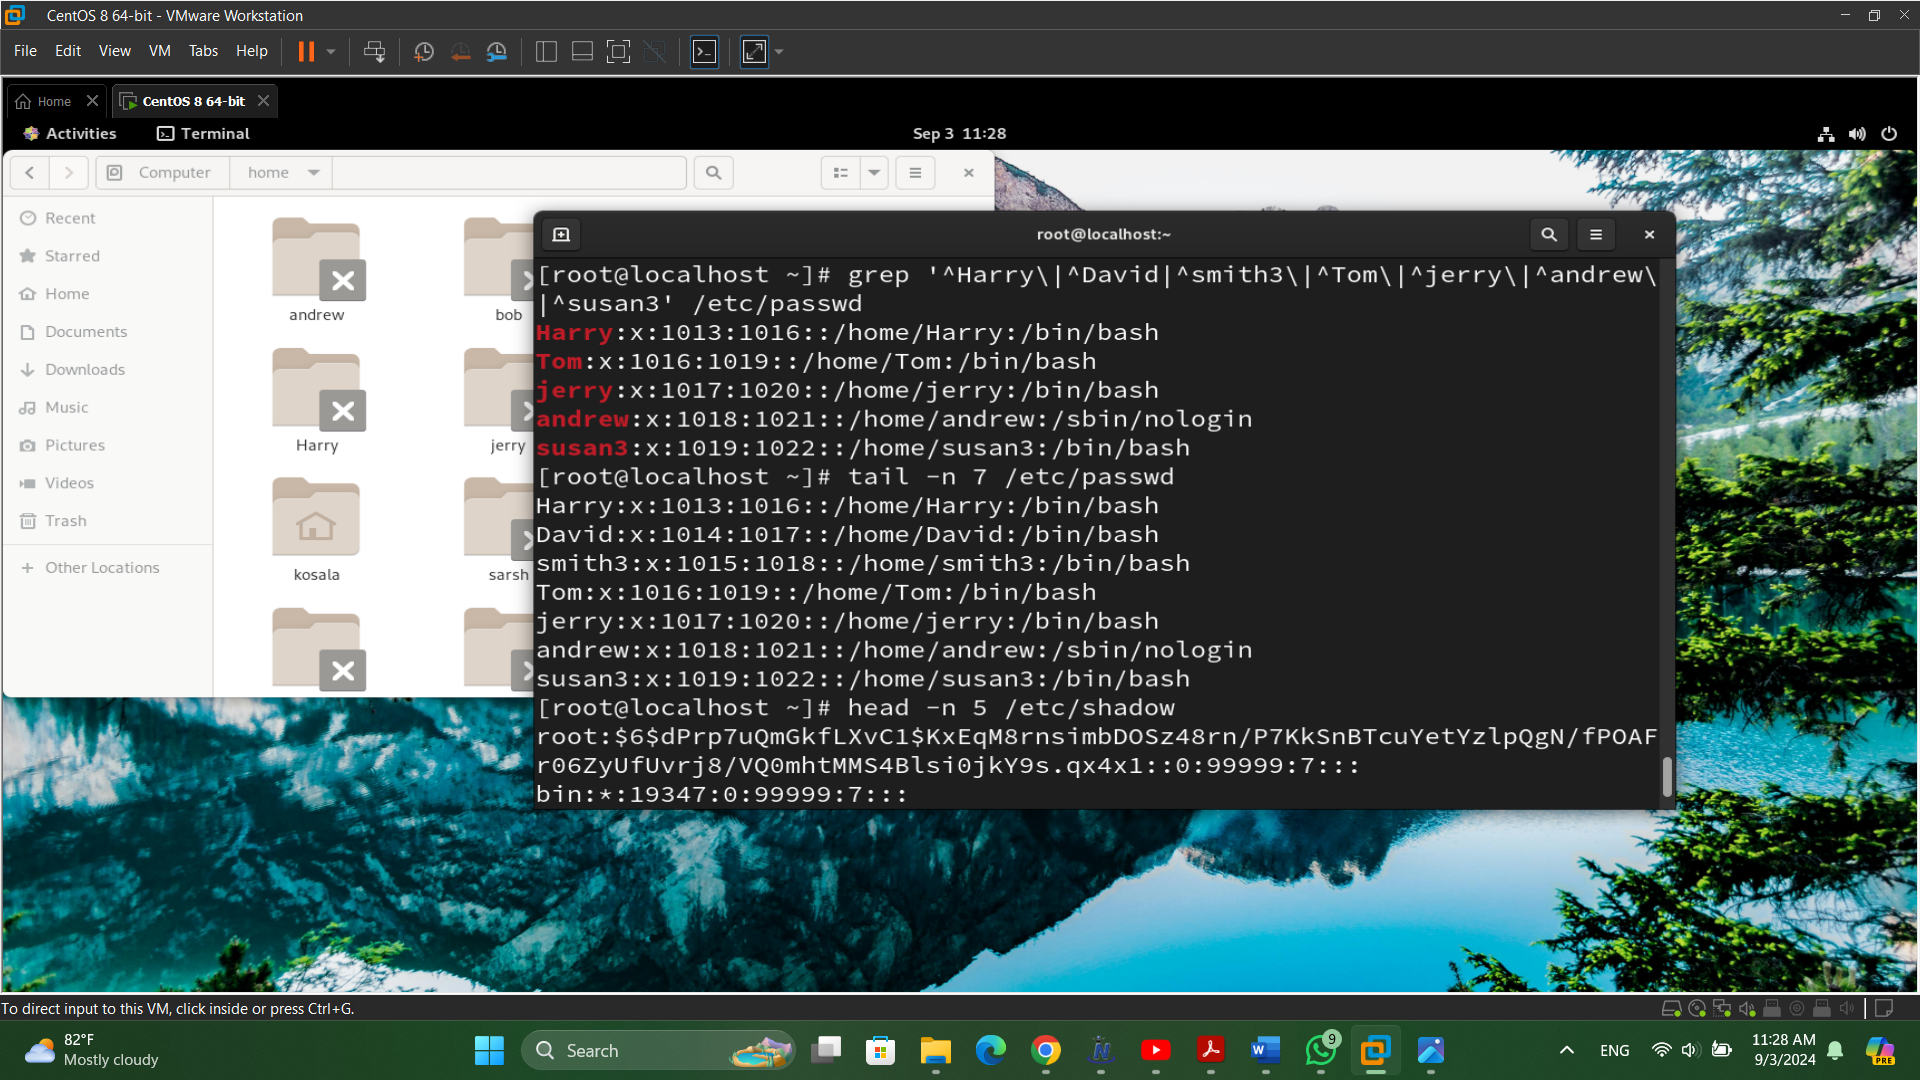 CentOS 8 64-bit - VMware Workstation
File Edit View VM Tabs Help
Home CentOS 8 64-bit
Activities Terminal Sep 3 11:28
Computer home
Recent
Starred
Home
Documents
Downloads
Music
Pictures
Videos
Trash
Other Locations
andrew bob
Harry jerry
kosala sarsh
root@localhost:~
[root@localhost ~]# grep '^Harry\|^David|^smith3\|^Tom\|^jerry\|^andrew\
|^susan3' /etc/passwd
Harry:x:1013:1016::/home/Harry:/bin/bash
Tom:x:1016:1019::/home/Tom:/bin/bash
jerry:x:1017:1020::/home/jerry:/bin/bash
andrew:x:1018:1021::/home/andrew:/sbin/nologin
susan3:x:1019:1022::/home/susan3:/bin/bash
[root@localhost ~]# tail -n 7 /etc/passwd
Harry:x:1013:1016::/home/Harry:/bin/bash
David:x:1014:1017::/home/David:/bin/bash
smith3:x:1015:1018::/home/smith3:/bin/bash
Tom:x:1016:1019::/home/Tom:/bin/bash
jerry:x:1017:1020::/home/jerry:/bin/bash
andrew:x:1018:1021::/home/andrew:/sbin/nologin
susan3:x:1019:1022::/home/susan3:/bin/bash
[root@localhost ~]# head -n 5 /etc/shadow
root:$6$dPrp7uQmGkfLXvC1$KxEqM8rnsimbDOSz48rn/P7KkSnBTcuYetYzlpQgN/fPOAF
r06ZyUfUvrj8/VQ0mhtMMS4Blsi0jkY9s.qx4x1::0:99999:7:::
bin:*:19347:0:99999:7:::
To direct input to this VM, click inside or press Ctrl+G.
82°F
Mostly cloudy
Search
9
ENG
11:28 AM
9/3/2024
PRE